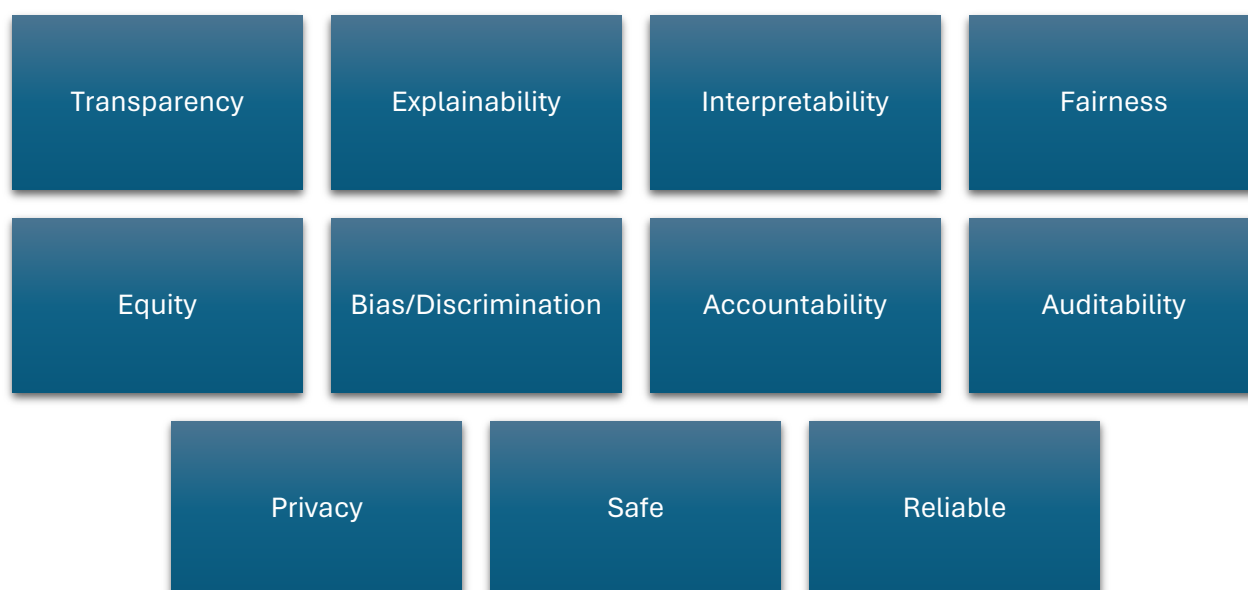 Transparency
Explainability
Interpretability
Fairness
Equity
Bias/Discrimination
Accountability
Auditability
Privacy
Safe
Reliable